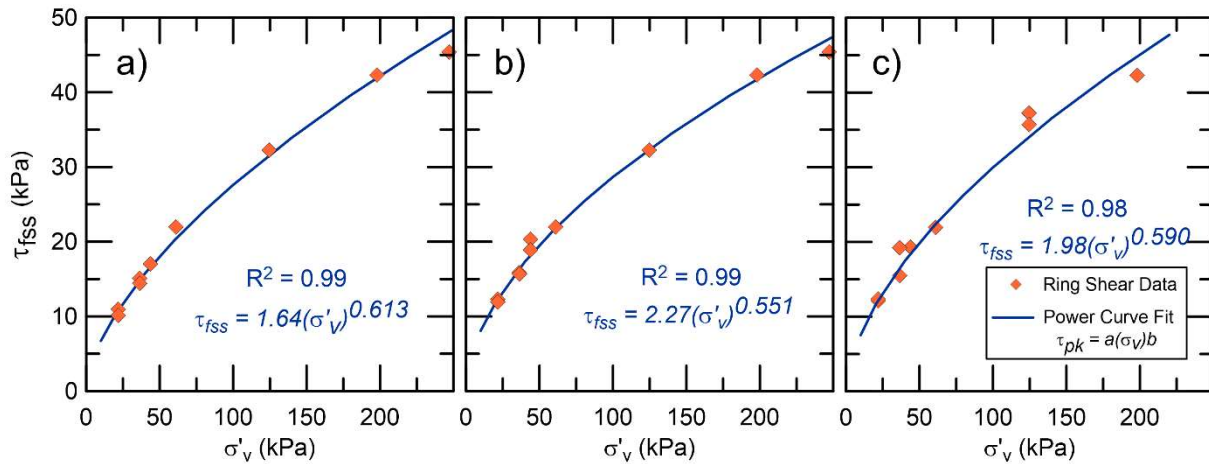 50
40
30
20
10
0
τfss (kPa)
a)
R² = 0.99
τfss = 1.64(σ'v)^0.613
0 50 100 150 200
σ'v (kPa)
b)
R² = 0.99
τfss = 2.27(σ'v)^0.551
0 50 100 150 200
σ'v (kPa)
c)
R² = 0.98
τfss = 1.98(σ'v)^0.590
Ring Shear Data
Power Curve Fit
τpk = a(σv)b
0 50 100 150 200
σ'v (kPa)